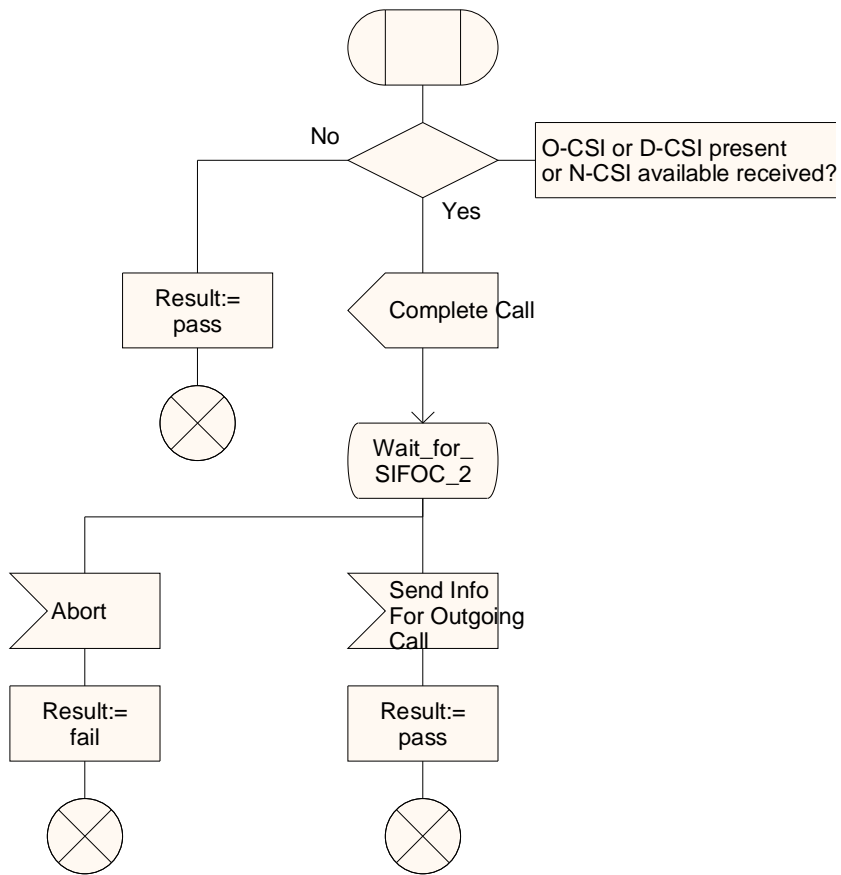 No
O-CSI or D-CSI present
or N-CSI available received?
Yes
Result:=
pass
Complete Call
Wait_for_
SIFOC_2
Abort
Send Info
For Outgoing
Call
Result:=
fail
Result:=
pass